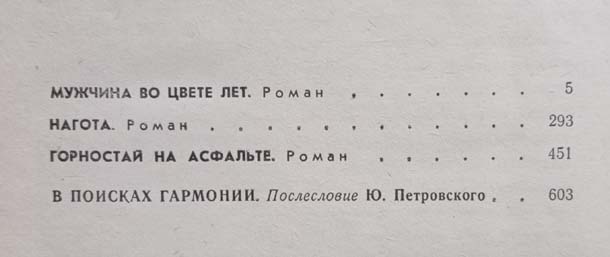 МУЖЧИНА ВО ЦВЕТЕ ЛЕТ. Роман . . . . . . . 5
НАГОТА. Роман . . . . . . . . . . . . 293
ГОРНОСТАЙ НА АСФАЛЬТЕ. Роман . . . . . . 451
В ПОИСКАХ ГАРМОНИИ. Послесловие Ю. Петровского . . 603